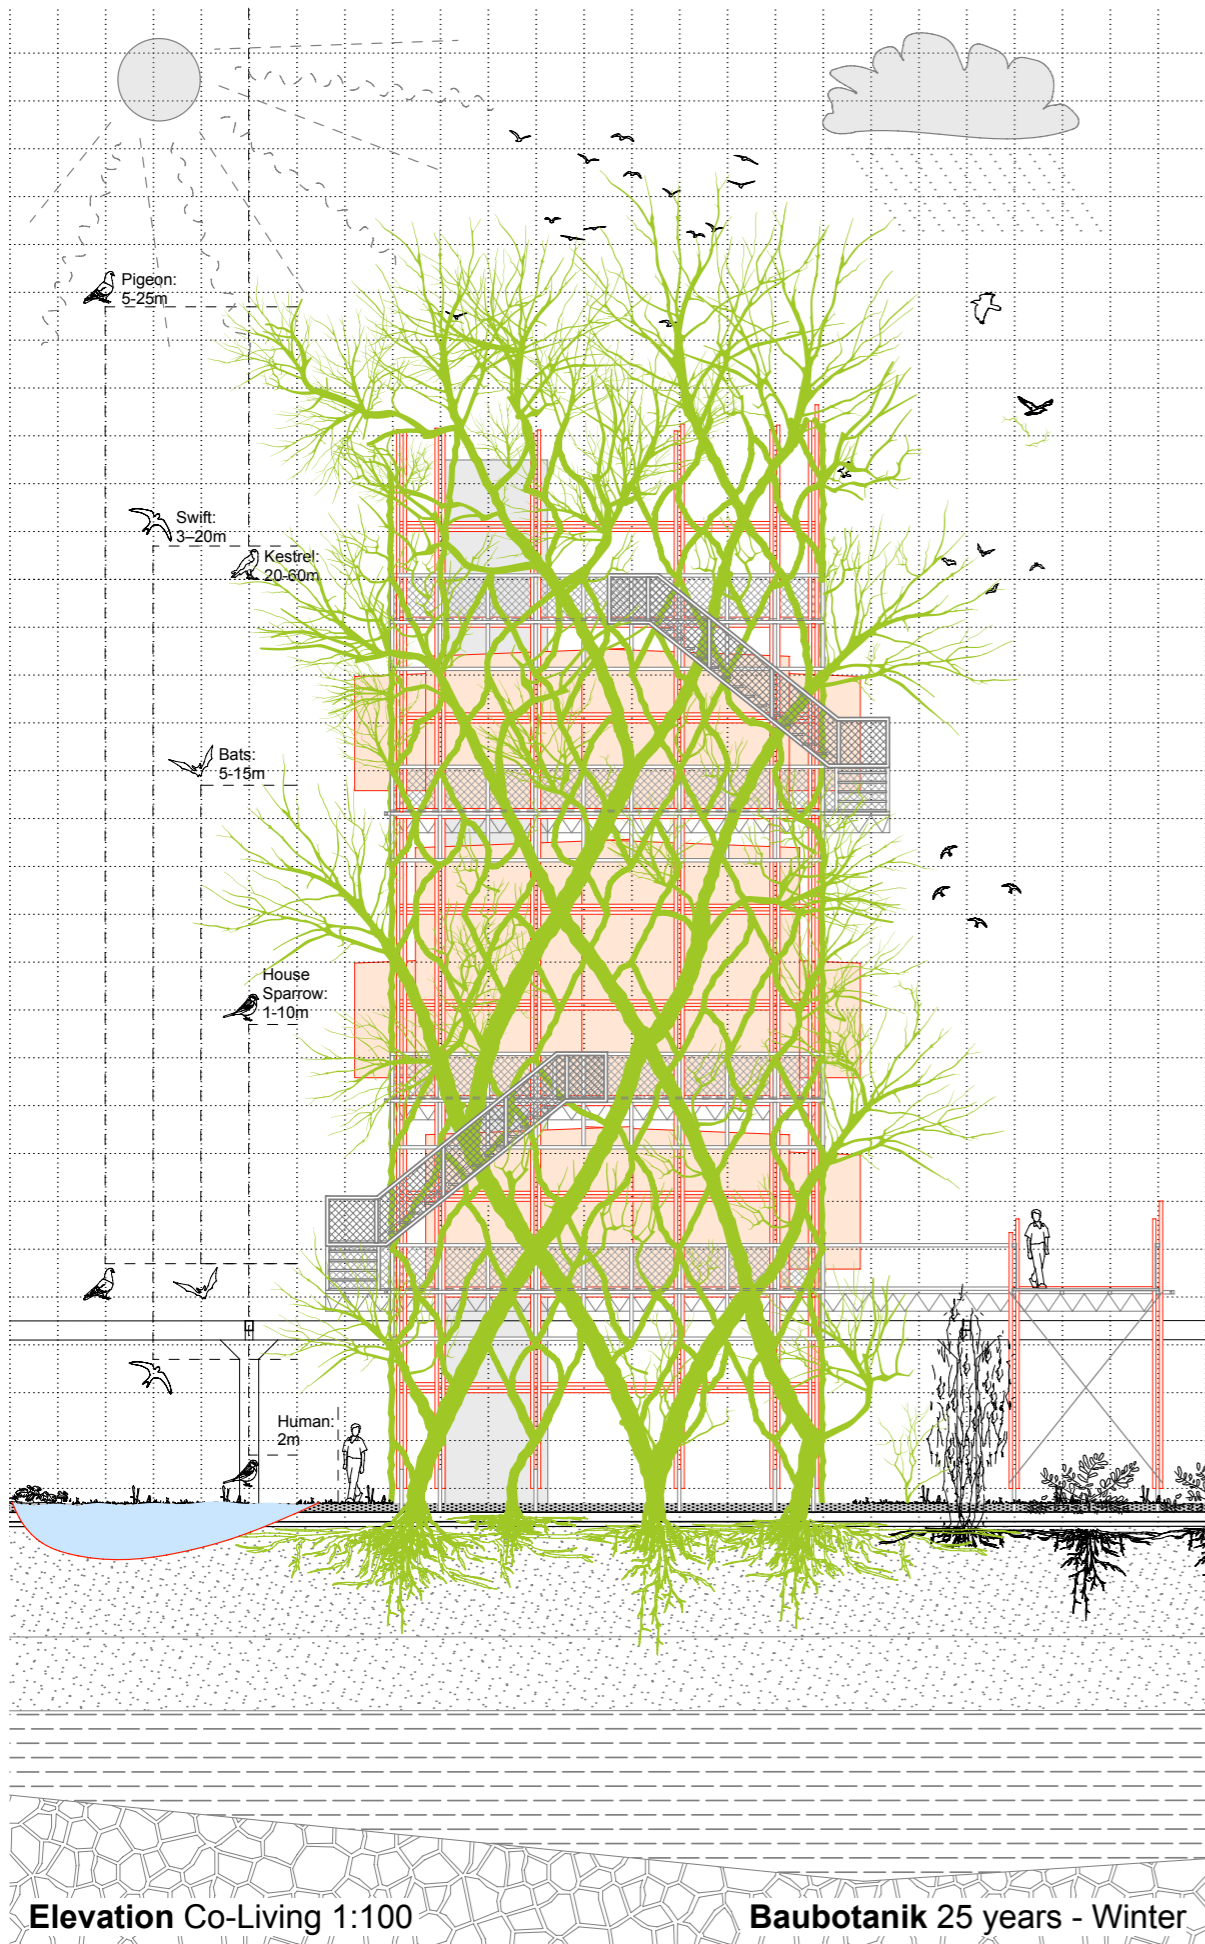 Pigeon:
5-25m
Swift:
3–20m
Kestrel:
20-60m
Bats:
5-15m
House
Sparrow:
1-10m
Human:
2m
Elevation Co-Living 1:100
Baubotanik 25 years - Winter